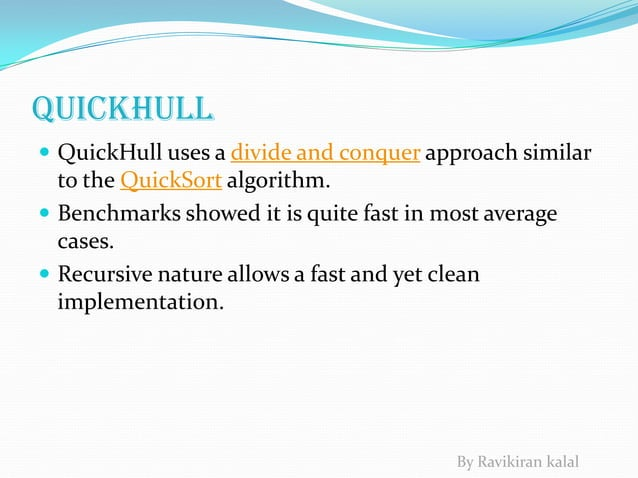 QUICKHULL
• QuickHull uses a divide and conquer approach similar
to the QuickSort algorithm.
• Benchmarks showed it is quite fast in most average
cases.
• Recursive nature allows a fast and yet clean
implementation.
By Ravikiran kalal